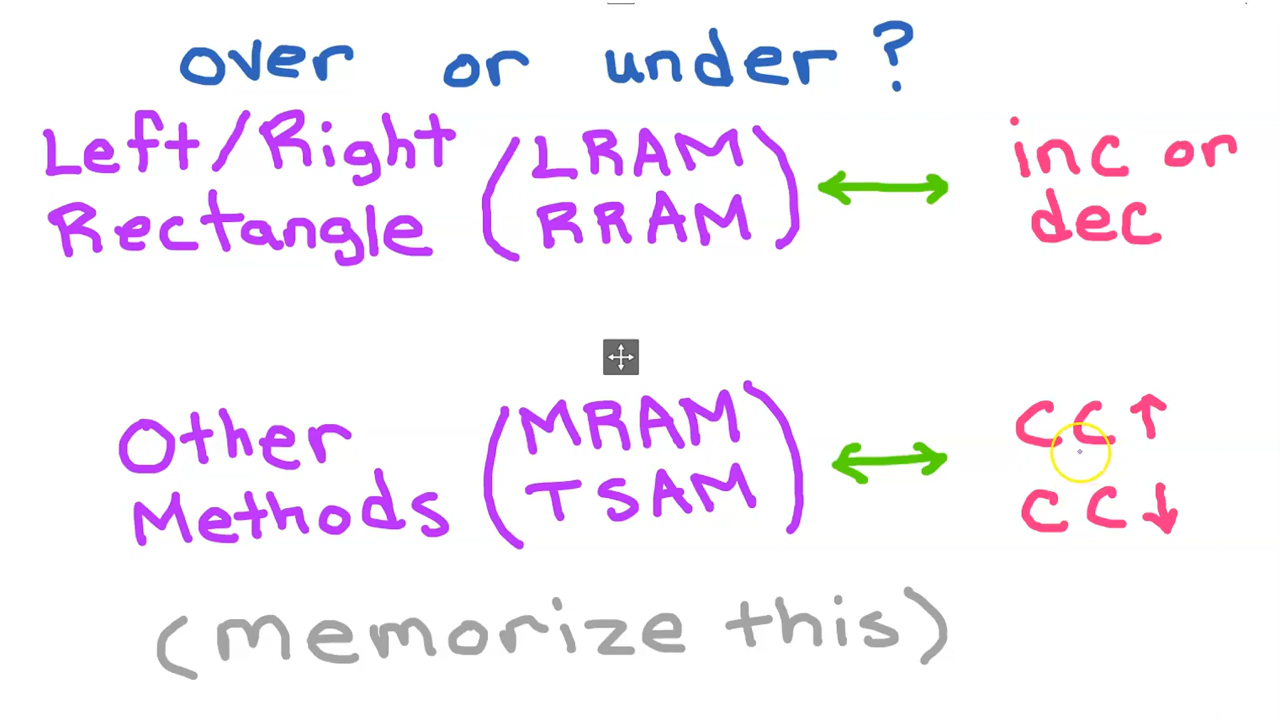 over or under ?
Left/Right (LRAM ↔ inc or
Rectangle RRAM) dec
Other (MRAM ↔ CC↑
Methods TSAM) CC↓
(memorize this)